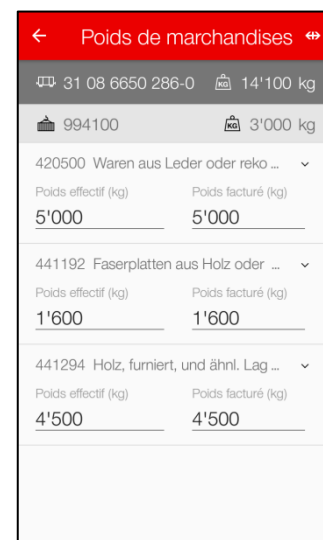 Poids de marchandises
31 08 6650 286-0 KG 14'100 kg
994100 KG 3'000 kg
420500 Waren aus Leder oder reko ...
Poids effectif (kg) Poids facturé (kg)
5'000 5'000
441192 Faserplatten aus Holz oder ...
Poids effectif (kg) Poids facturé (kg)
1'600 1'600
441294 Holz, furniert, und ähnl. Lag ...
Poids effectif (kg) Poids facturé (kg)
4'500 4'500